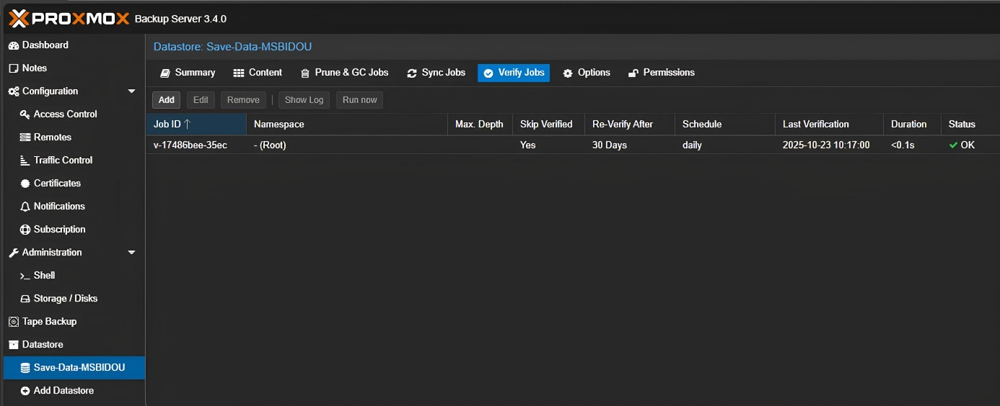 PROXMOX Backup Server 3.4.0
Dashboard
Notes
Configuration
Access Control
Remotes
Traffic Control
Certificates
Notifications
Subscription
Administration
Shell
Storage / Disks
Tape Backup
Datastore
Save-Data-MSBIDOU
Add Datastore
Datastore: Save-Data-MSBIDOU
Summary Content Prune & GC Jobs Sync Jobs Verify Jobs Options Permissions
Add Edit Remove Show Log Run now
Job ID ↑ Namespace Max. Depth Skip Verified Re-Verify After Schedule Last Verification Duration Status
v-17486bee-35ec - (Root) Yes 30 Days daily 2025-10-23 10:17:00 <0.1s OK